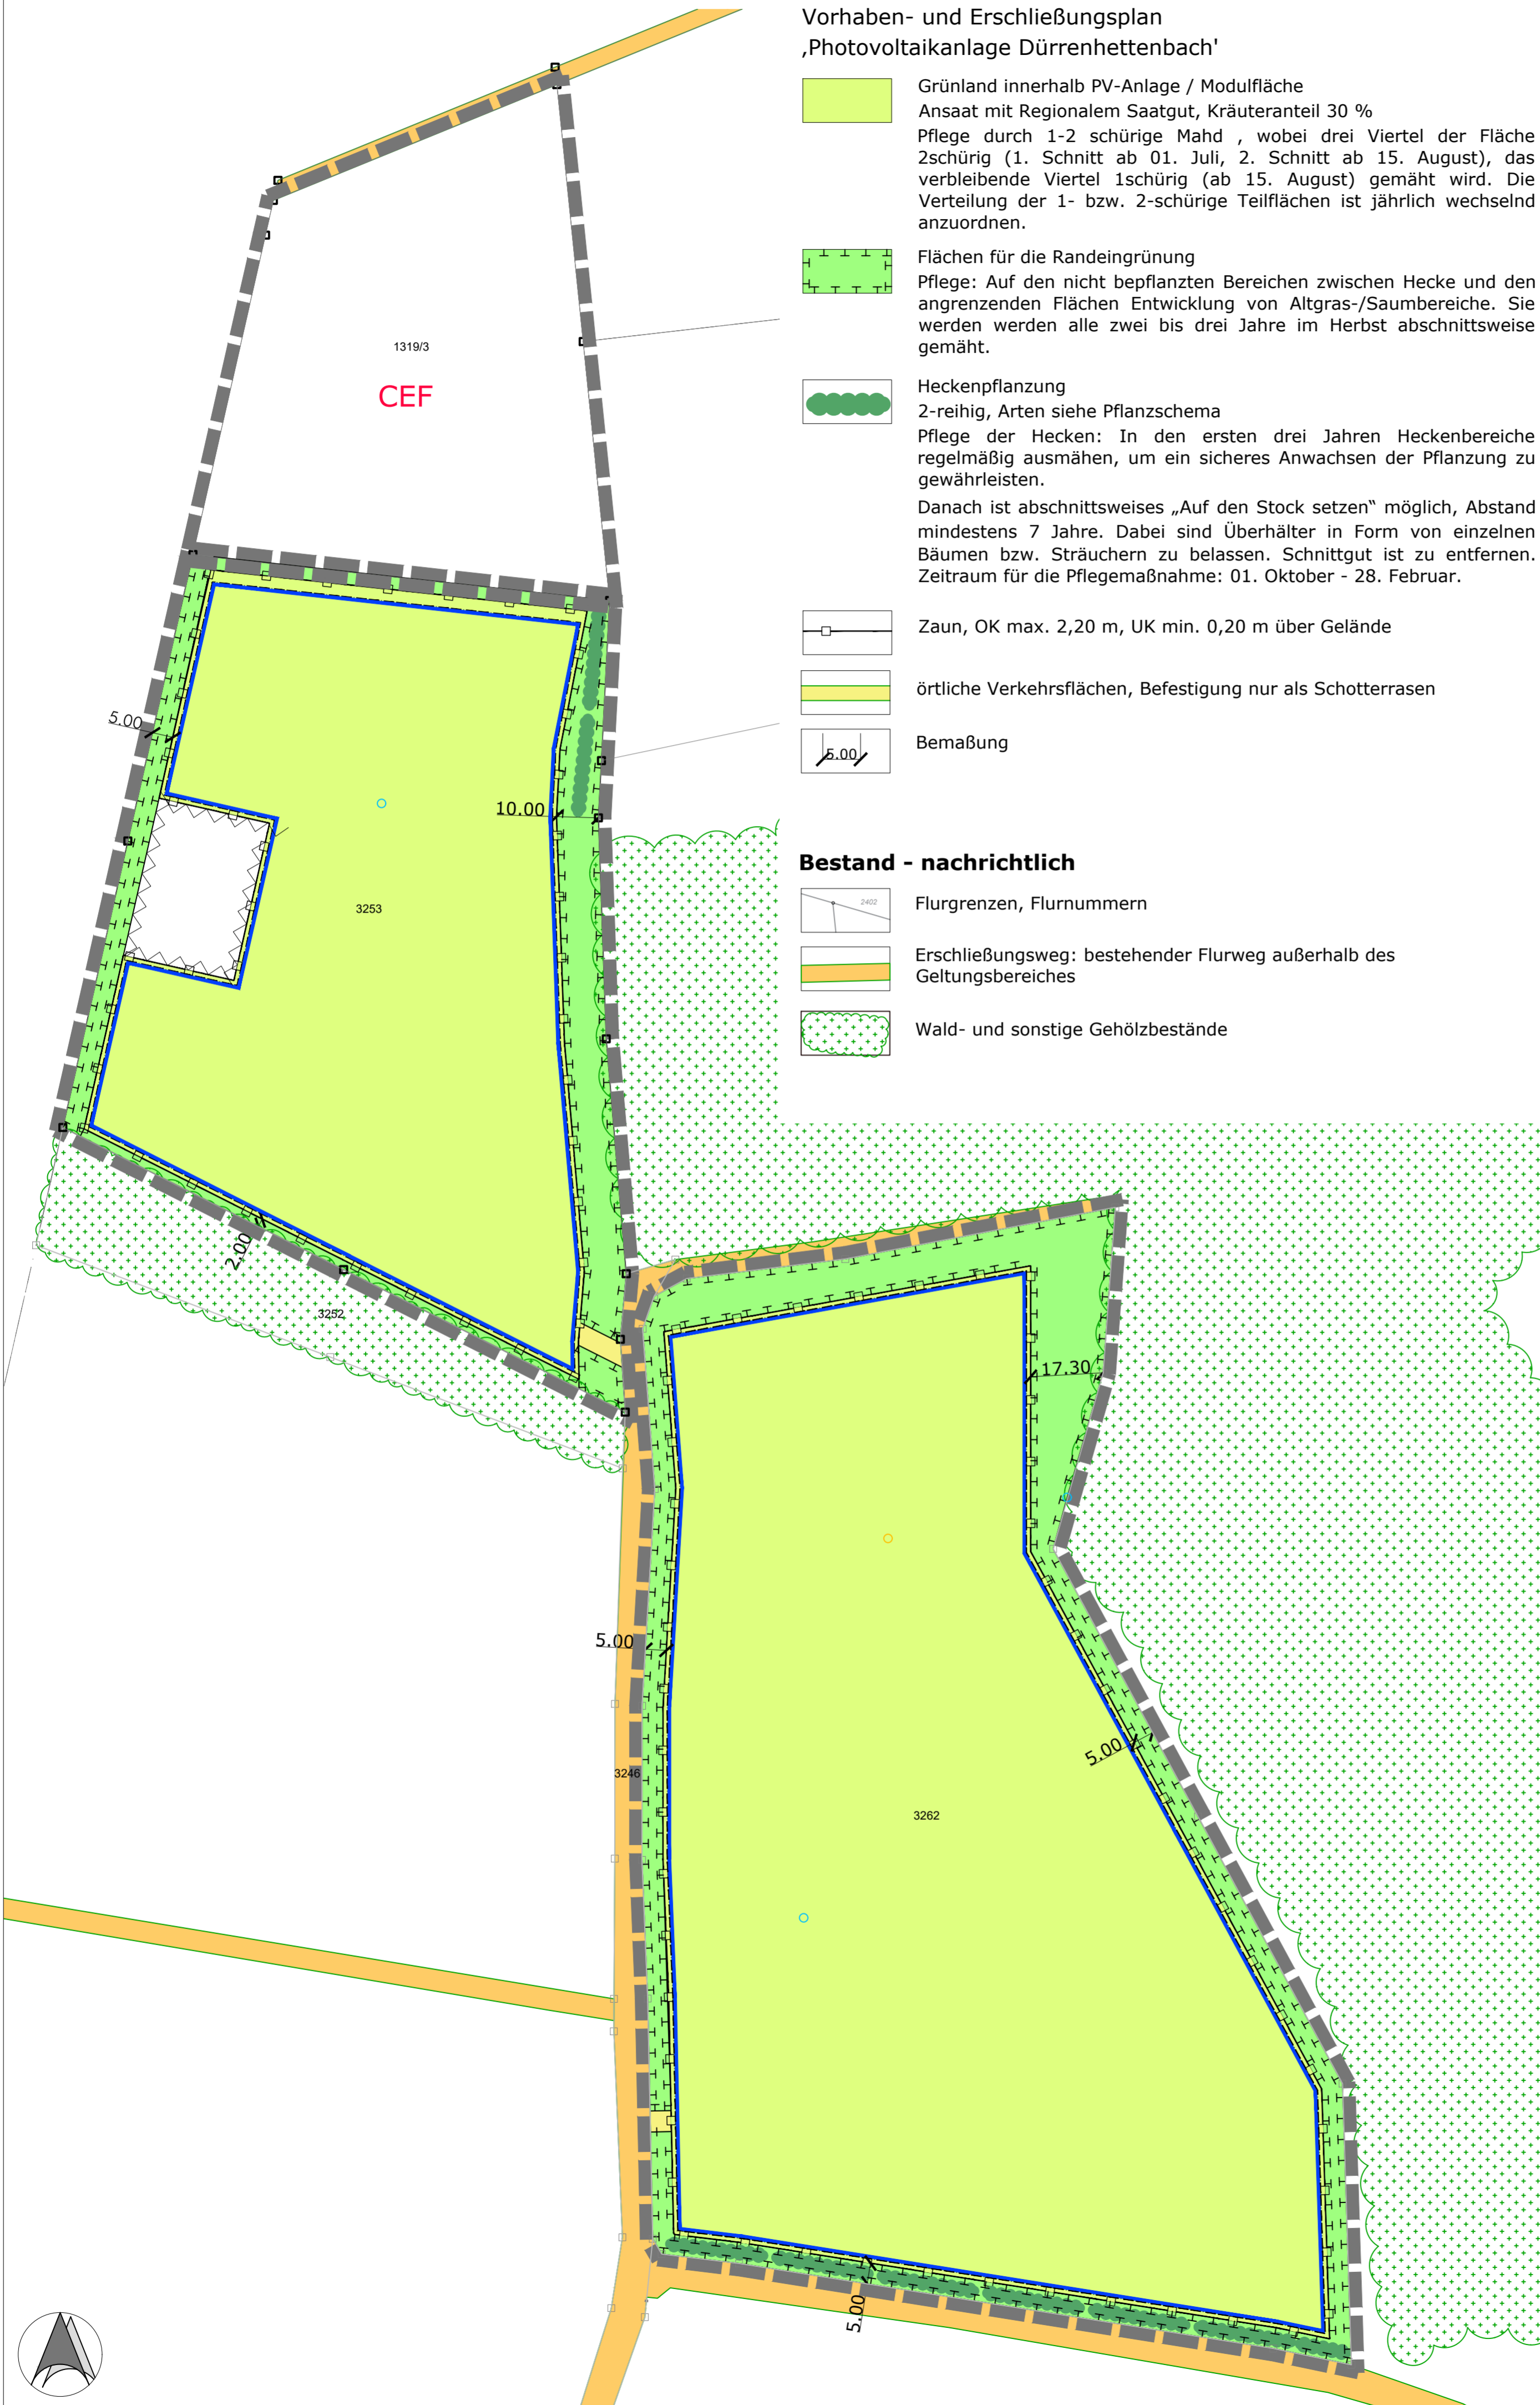 Vorhaben- und Erschließungsplan
‚Photovoltaikanlage Dürrenhettenbach'
Grünland innerhalb PV-Anlage / Modulfläche
Ansaat mit Regionalem Saatgut, Kräuteranteil 30 %
Pflege durch 1-2 schürige Mahd , wobei drei Viertel der Fläche
2schürig (1. Schnitt ab 01. Juli, 2. Schnitt ab 15. August), das
verbleibende Viertel 1schürig (ab 15. August) gemäht wird. Die
Verteilung der 1- bzw. 2-schürige Teilflächen ist jährlich wechselnd
anzuordnen.
Flächen für die Randeingrünung
Pflege: Auf den nicht bepflanzten Bereichen zwischen Hecke und den
angrenzenden Flächen Entwicklung von Altgras-/Saumbereiche. Sie
werden werden alle zwei bis drei Jahre im Herbst abschnittsweise
gemäht.
Heckenpflanzung
2-reihig, Arten siehe Pflanzschema
Pflege der Hecken: In den ersten drei Jahren Heckenbereiche
regelmäßig ausmähen, um ein sicheres Anwachsen der Pflanzung zu
gewährleisten.
Danach ist abschnittsweises „Auf den Stock setzen“ möglich, Abstand
mindestens 7 Jahre. Dabei sind Überhälter in Form von einzelnen
Bäumen bzw. Sträuchern zu belassen. Schnittgut ist zu entfernen.
Zeitraum für die Pflegemaßnahme: 01. Oktober - 28. Februar.
Zaun, OK max. 2,20 m, UK min. 0,20 m über Gelände
örtliche Verkehrsflächen, Befestigung nur als Schotterrasen
5.00
Bemaßung
Bestand - nachrichtlich
2402
Flurgrenzen, Flurnummern
Erschließungsweg: bestehender Flurweg außerhalb des
Geltungsbereiches
Wald- und sonstige Gehölzbestände
1319/3
CEF
5.00
10.00
3253
2.00
3252
17.30
5.00
5.00
3246
3262
5.00